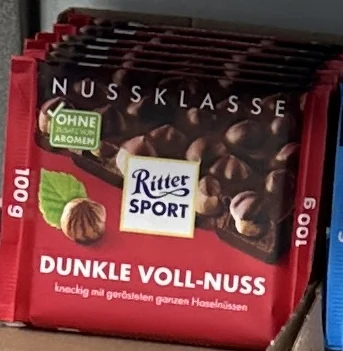 NUSSKLASSE
OHNE
ZUSATZ VON
AROMEN
Ritter
SPORT
100 g
100 g
DUNKLE VOLL-NUSS
knackig mit gerösteten ganzen Haselnüssen